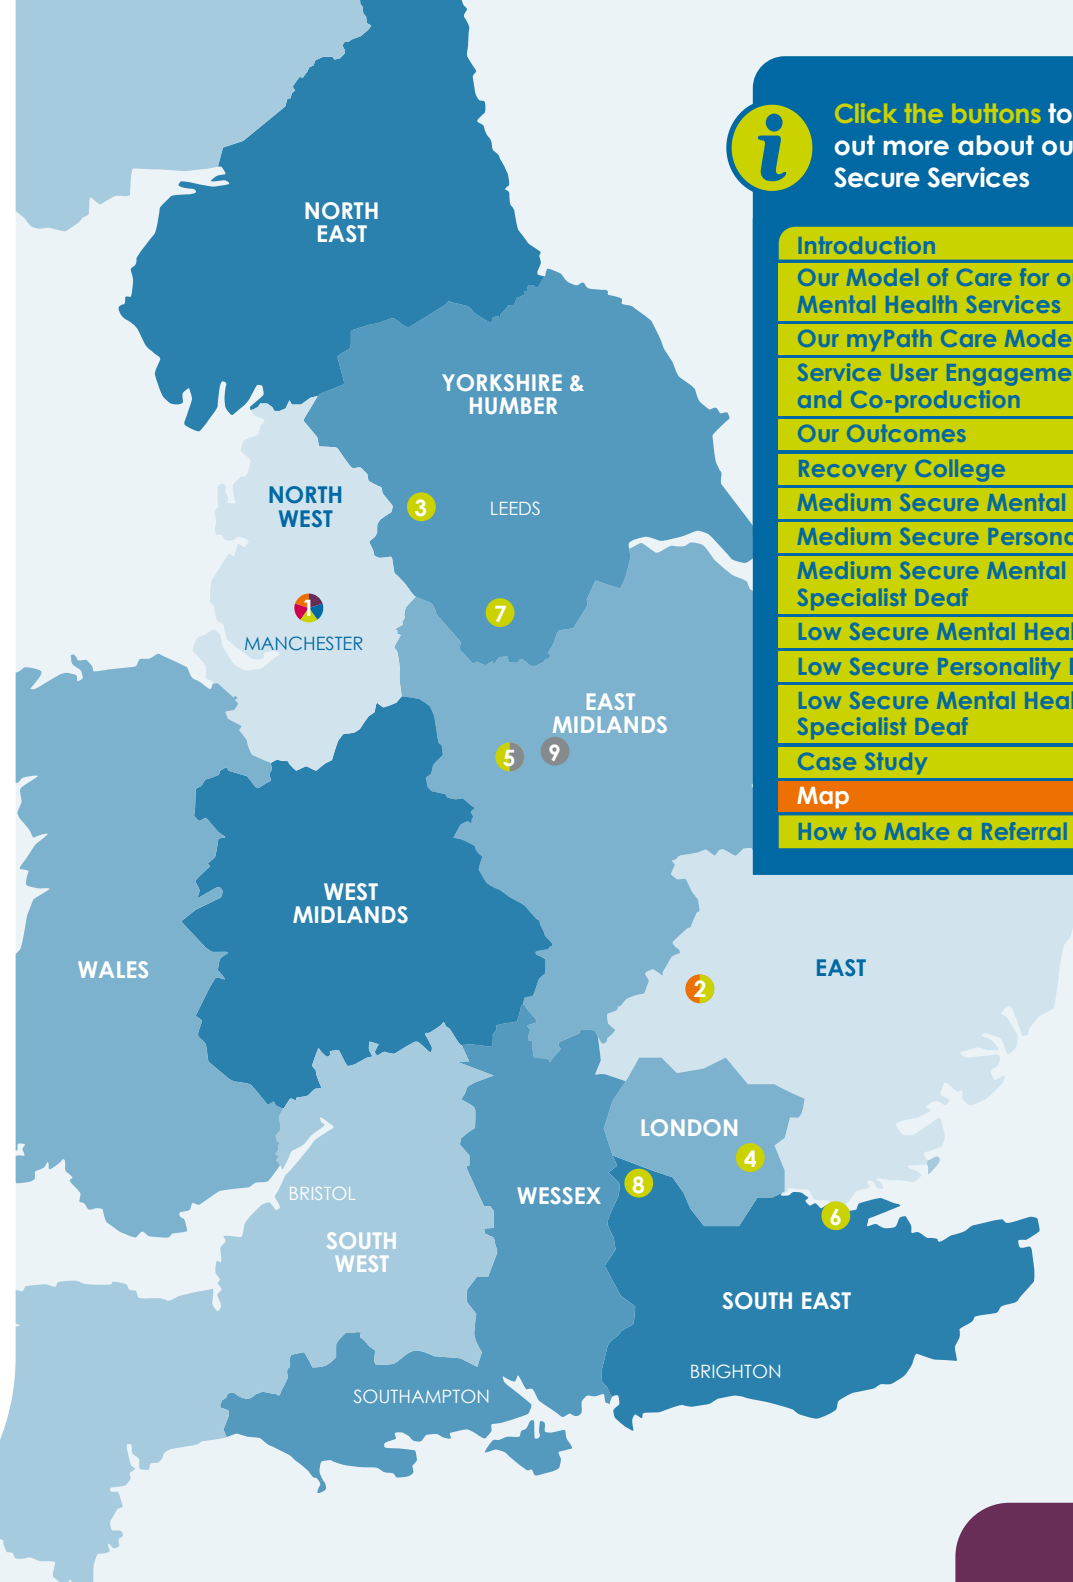 NORTH
EAST
YORKSHIRE &
HUMBER
NORTH
WEST
3
LEEDS
1
MANCHESTER
7
EAST
MIDLANDS
5
9
WEST
MIDLANDS
WALES
EAST
2
LONDON
4
8
WESSEX
6
BRISTOL
SOUTH
WEST
SOUTH EAST
BRIGHTON
SOUTHAMPTON
i
Click the buttons to
out more about ou
Secure Services
Introduction
Our Model of Care for o
Mental Health Services
Our myPath Care Mode
Service User Engageme
and Co-production
Our Outcomes
Recovery College
Medium Secure Mental
Medium Secure Persona
Medium Secure Mental
Specialist Deaf
Low Secure Mental Heal
Low Secure Personality
Low Secure Mental Heal
Specialist Deaf
Case Study
Map
How to Make a Referral